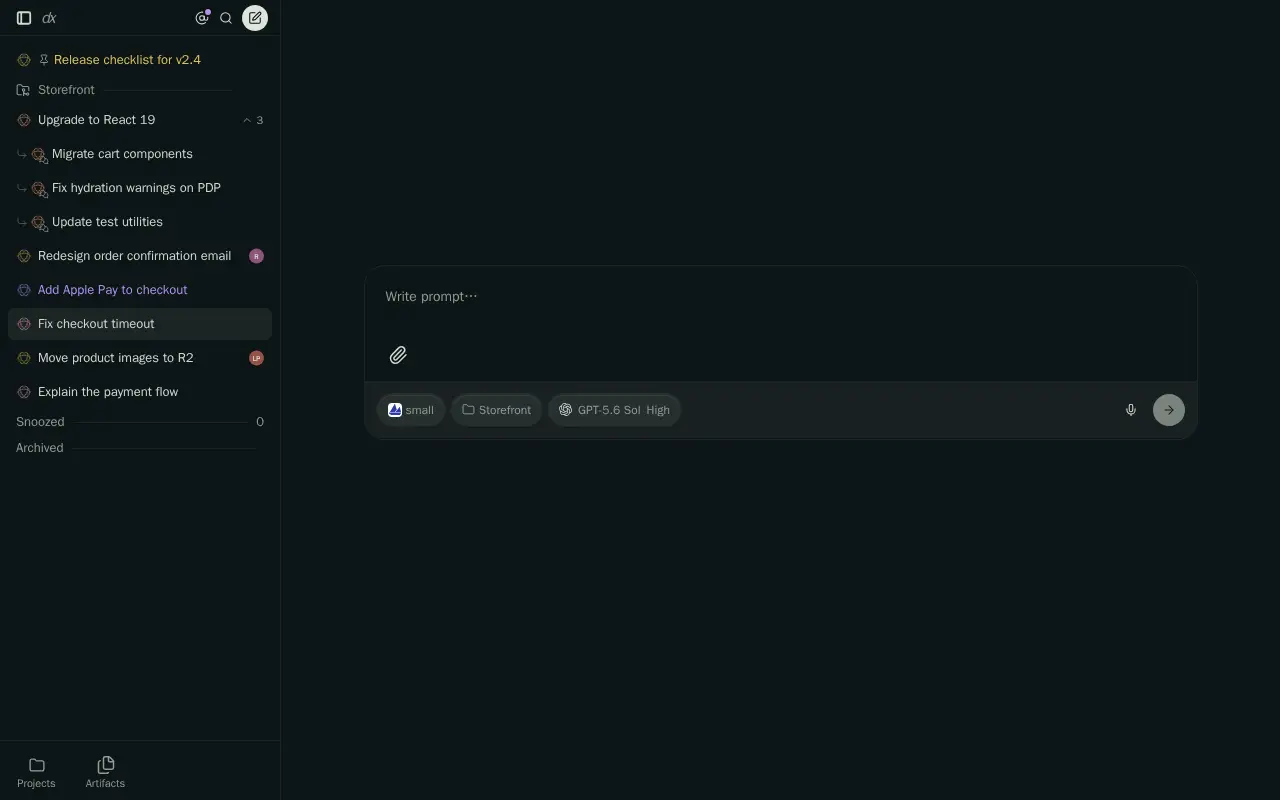 dx
Release checklist for v2.4
Storefront
Upgrade to React 19 3
Migrate cart components
Fix hydration warnings on PDP
Update test utilities
Redesign order confirmation email R
Add Apple Pay to checkout
Fix checkout timeout
Move product images to R2 LP
Explain the payment flow
Snoozed 0
Archived
Projects Artifacts
Write prompt…
small Storefront GPT-5.6 Sol High